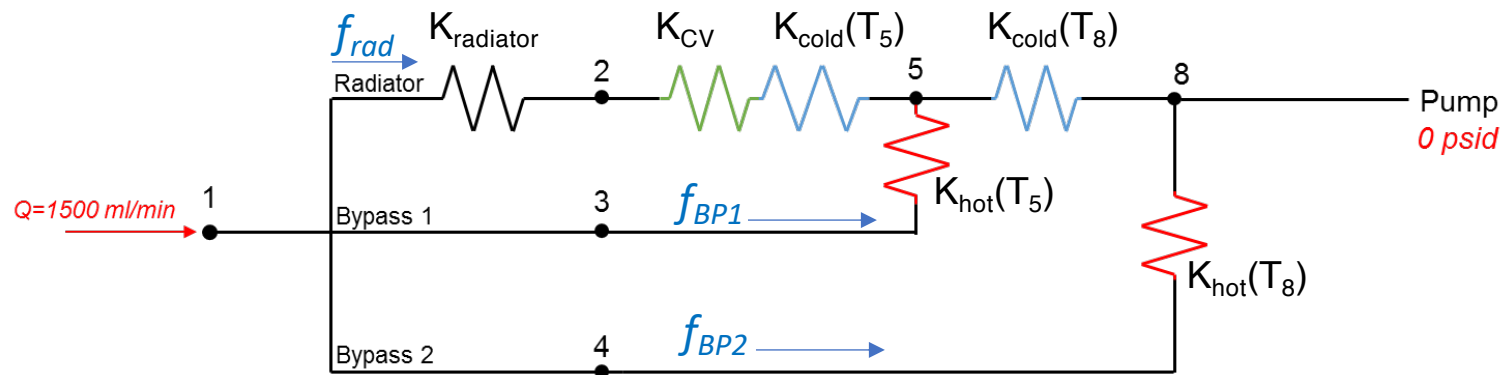 f_rad
K_radiator
K_CV
K_cold(T_5)
K_cold(T_8)
Radiator
2
5
8
Pump
0 psid
Q=1500 ml/min
1
Bypass 1
3
f_BP1
K_hot(T_5)
K_hot(T_8)
Bypass 2
4
f_BP2